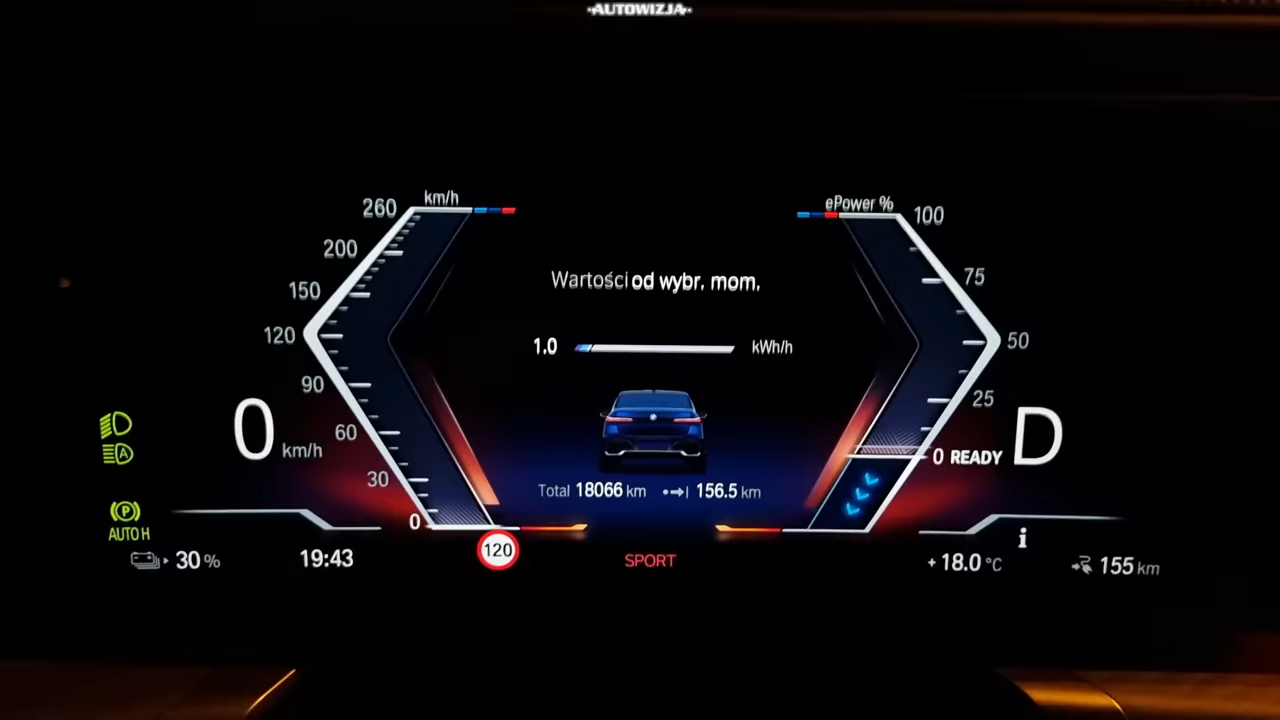 AUTOWIZJA
km/h
260
200
150
120
90
60
30
0
ePower %
100
75
50
25
0 READY
Wartości od wybr. mom.
1.0 kWh/h
0 km/h
D
Total 18066 km 156.5 km
A
P
AUTO H
30 %
19:43
120
SPORT
i
+18.0 °C
155 km